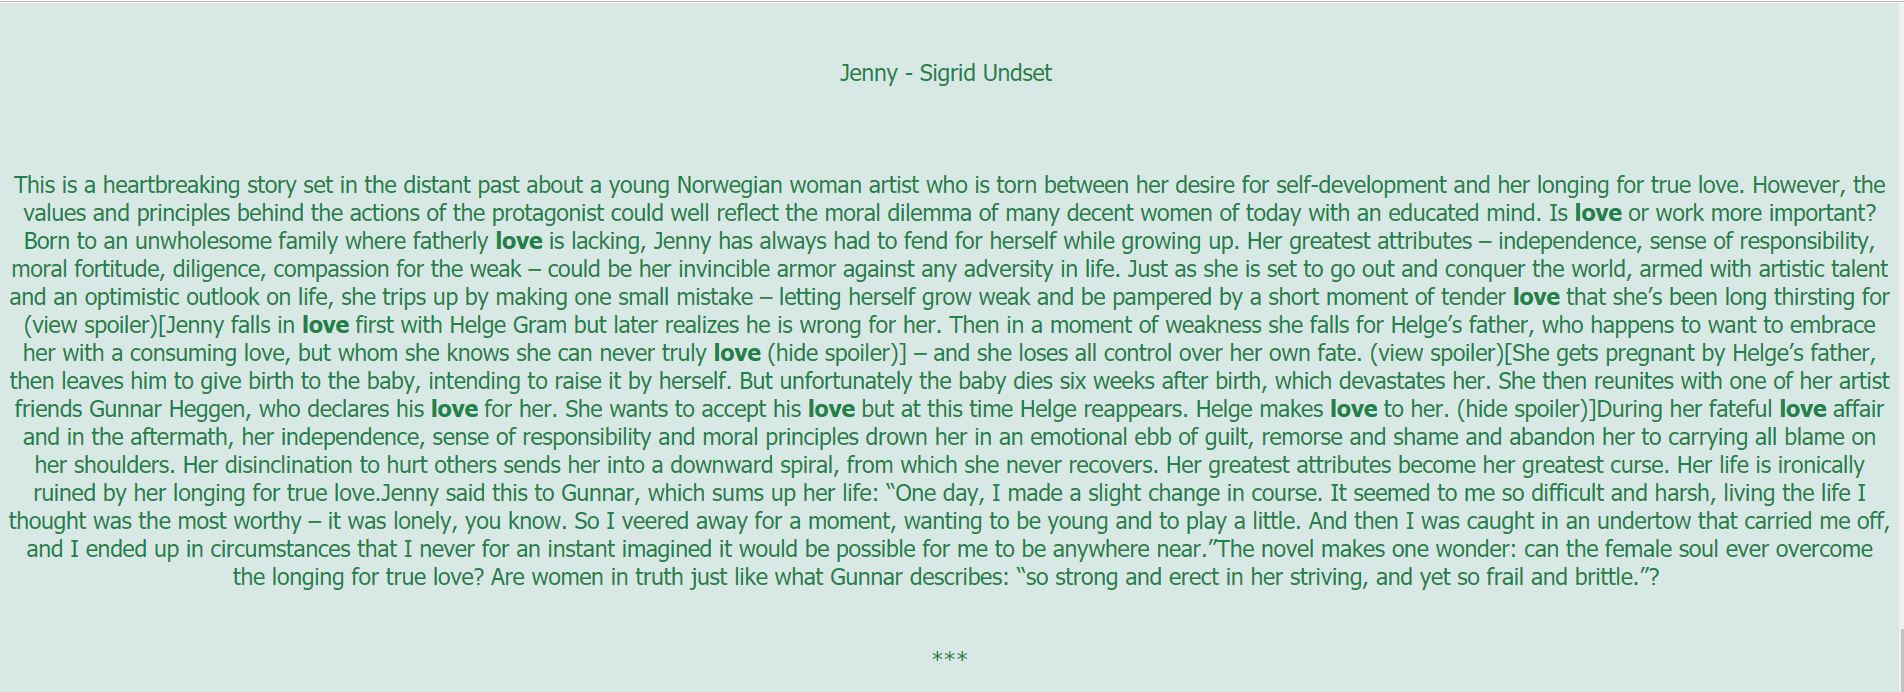 Jenny - Sigrid Undset
This is a heartbreaking story set in the distant past about a young Norwegian woman artist who is torn between her desire for self-development and her longing for true love. However, the
values and principles behind the actions of the protagonist could well reflect the moral dilemma of many decent women of today with an educated mind. Is love or work more important?
Born to an unwholesome family where fatherly love is lacking, Jenny has always had to fend for herself while growing up. Her greatest attributes – independence, sense of responsibility,
moral fortitude, diligence, compassion for the weak – could be her invincible armor against any adversity in life. Just as she is set to go out and conquer the world, armed with artistic talent
and an optimistic outlook on life, she trips up by making one small mistake – letting herself grow weak and be pampered by a short moment of tender love that she’s been long thirsting for
(view spoiler)[Jenny falls in love first with Helge Gram but later realizes he is wrong for her. Then in a moment of weakness she falls for Helge’s father, who happens to want to embrace
her with a consuming love, but whom she knows she can never truly love (hide spoiler)] – and she loses all control over her own fate. (view spoiler)[She gets pregnant by Helge’s father,
then leaves him to give birth to the baby, intending to raise it by herself. But unfortunately the baby dies six weeks after birth, which devastates her. She then reunites with one of her artist
friends Gunnar Heggen, who declares his love for her. She wants to accept his love but at this time Helge reappears. Helge makes love to her. (hide spoiler)]During her fateful love affair
and in the aftermath, her independence, sense of responsibility and moral principles drown her in an emotional ebb of guilt, remorse and shame and abandon her to carrying all blame on
her shoulders. Her disinclination to hurt others sends her into a downward spiral, from which she never recovers. Her greatest attributes become her greatest curse. Her life is ironically
ruined by her longing for true love.Jenny said this to Gunnar, which sums up her life: “One day, I made a slight change in course. It seemed to me so difficult and harsh, living the life I
thought was the most worthy – it was lonely, you know. So I veered away for a moment, wanting to be young and to play a little. And then I was caught in an undertow that carried me off,
and I ended up in circumstances that I never for an instant imagined it would be possible for me to be anywhere near.”The novel makes one wonder: can the female soul ever overcome
the longing for true love? Are women in truth just like what Gunnar describes: “so strong and erect in her striving, and yet so frail and brittle.”?
***